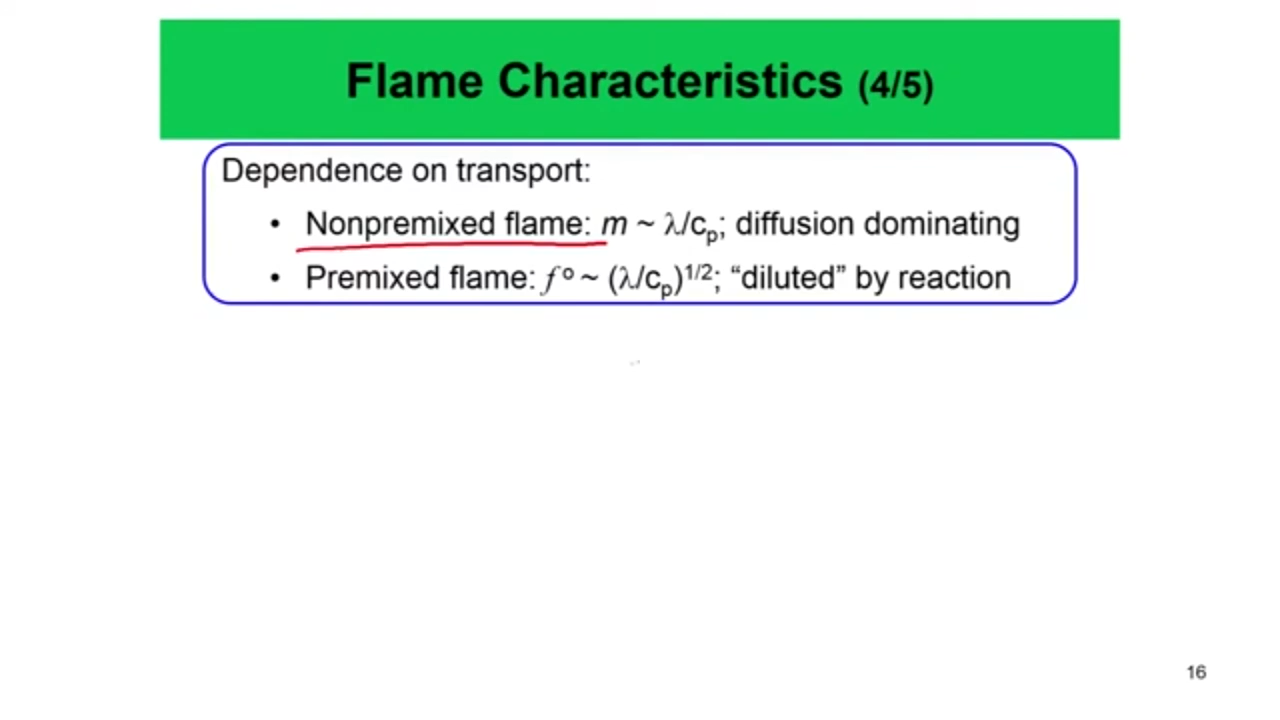 Flame Characteristics (4/5)
Dependence on transport:
• Nonpremixed flame: m ~ λ/cₚ; diffusion dominating
• Premixed flame: f ᵒ ~ (λ/cₚ)¹/²; “diluted” by reaction
16